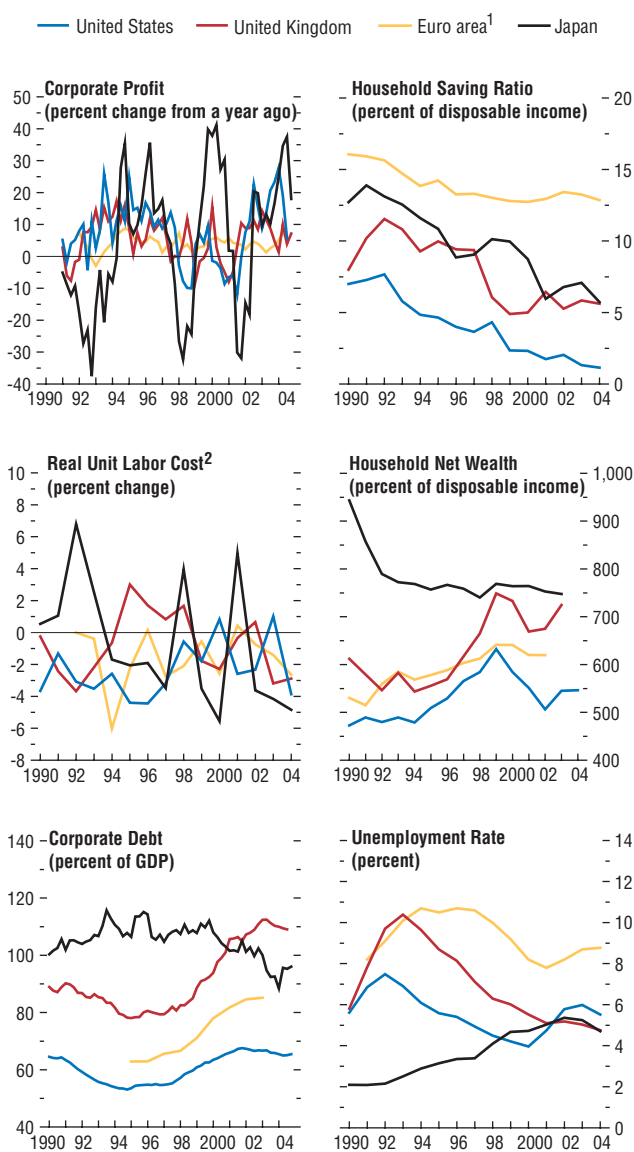 United States United Kingdom Euro area1 Japan
Corporate Profit
(percent change from a year ago)
50
40
30
20
10
0
-10
-20
-30
-40
1990 92 94 96 98 2000 02 04
Household Saving Ratio
(percent of disposable income)
20
15
10
5
0
1990 92 94 96 98 2000 02 04
Real Unit Labor Cost2
(percent change)
10
8
6
4
2
0
-2
-4
-6
-8
1990 92 94 96 98 2000 02 04
Household Net Wealth
(percent of disposable income)
1,000
900
800
700
600
500
400
1990 92 94 96 98 2000 02 04
Corporate Debt
(percent of GDP)
140
120
100
80
60
40
1990 92 94 96 98 2000 02 04
Unemployment Rate
(percent)
14
12
10
8
6
4
2
0
1990 92 94 96 98 2000 02 04